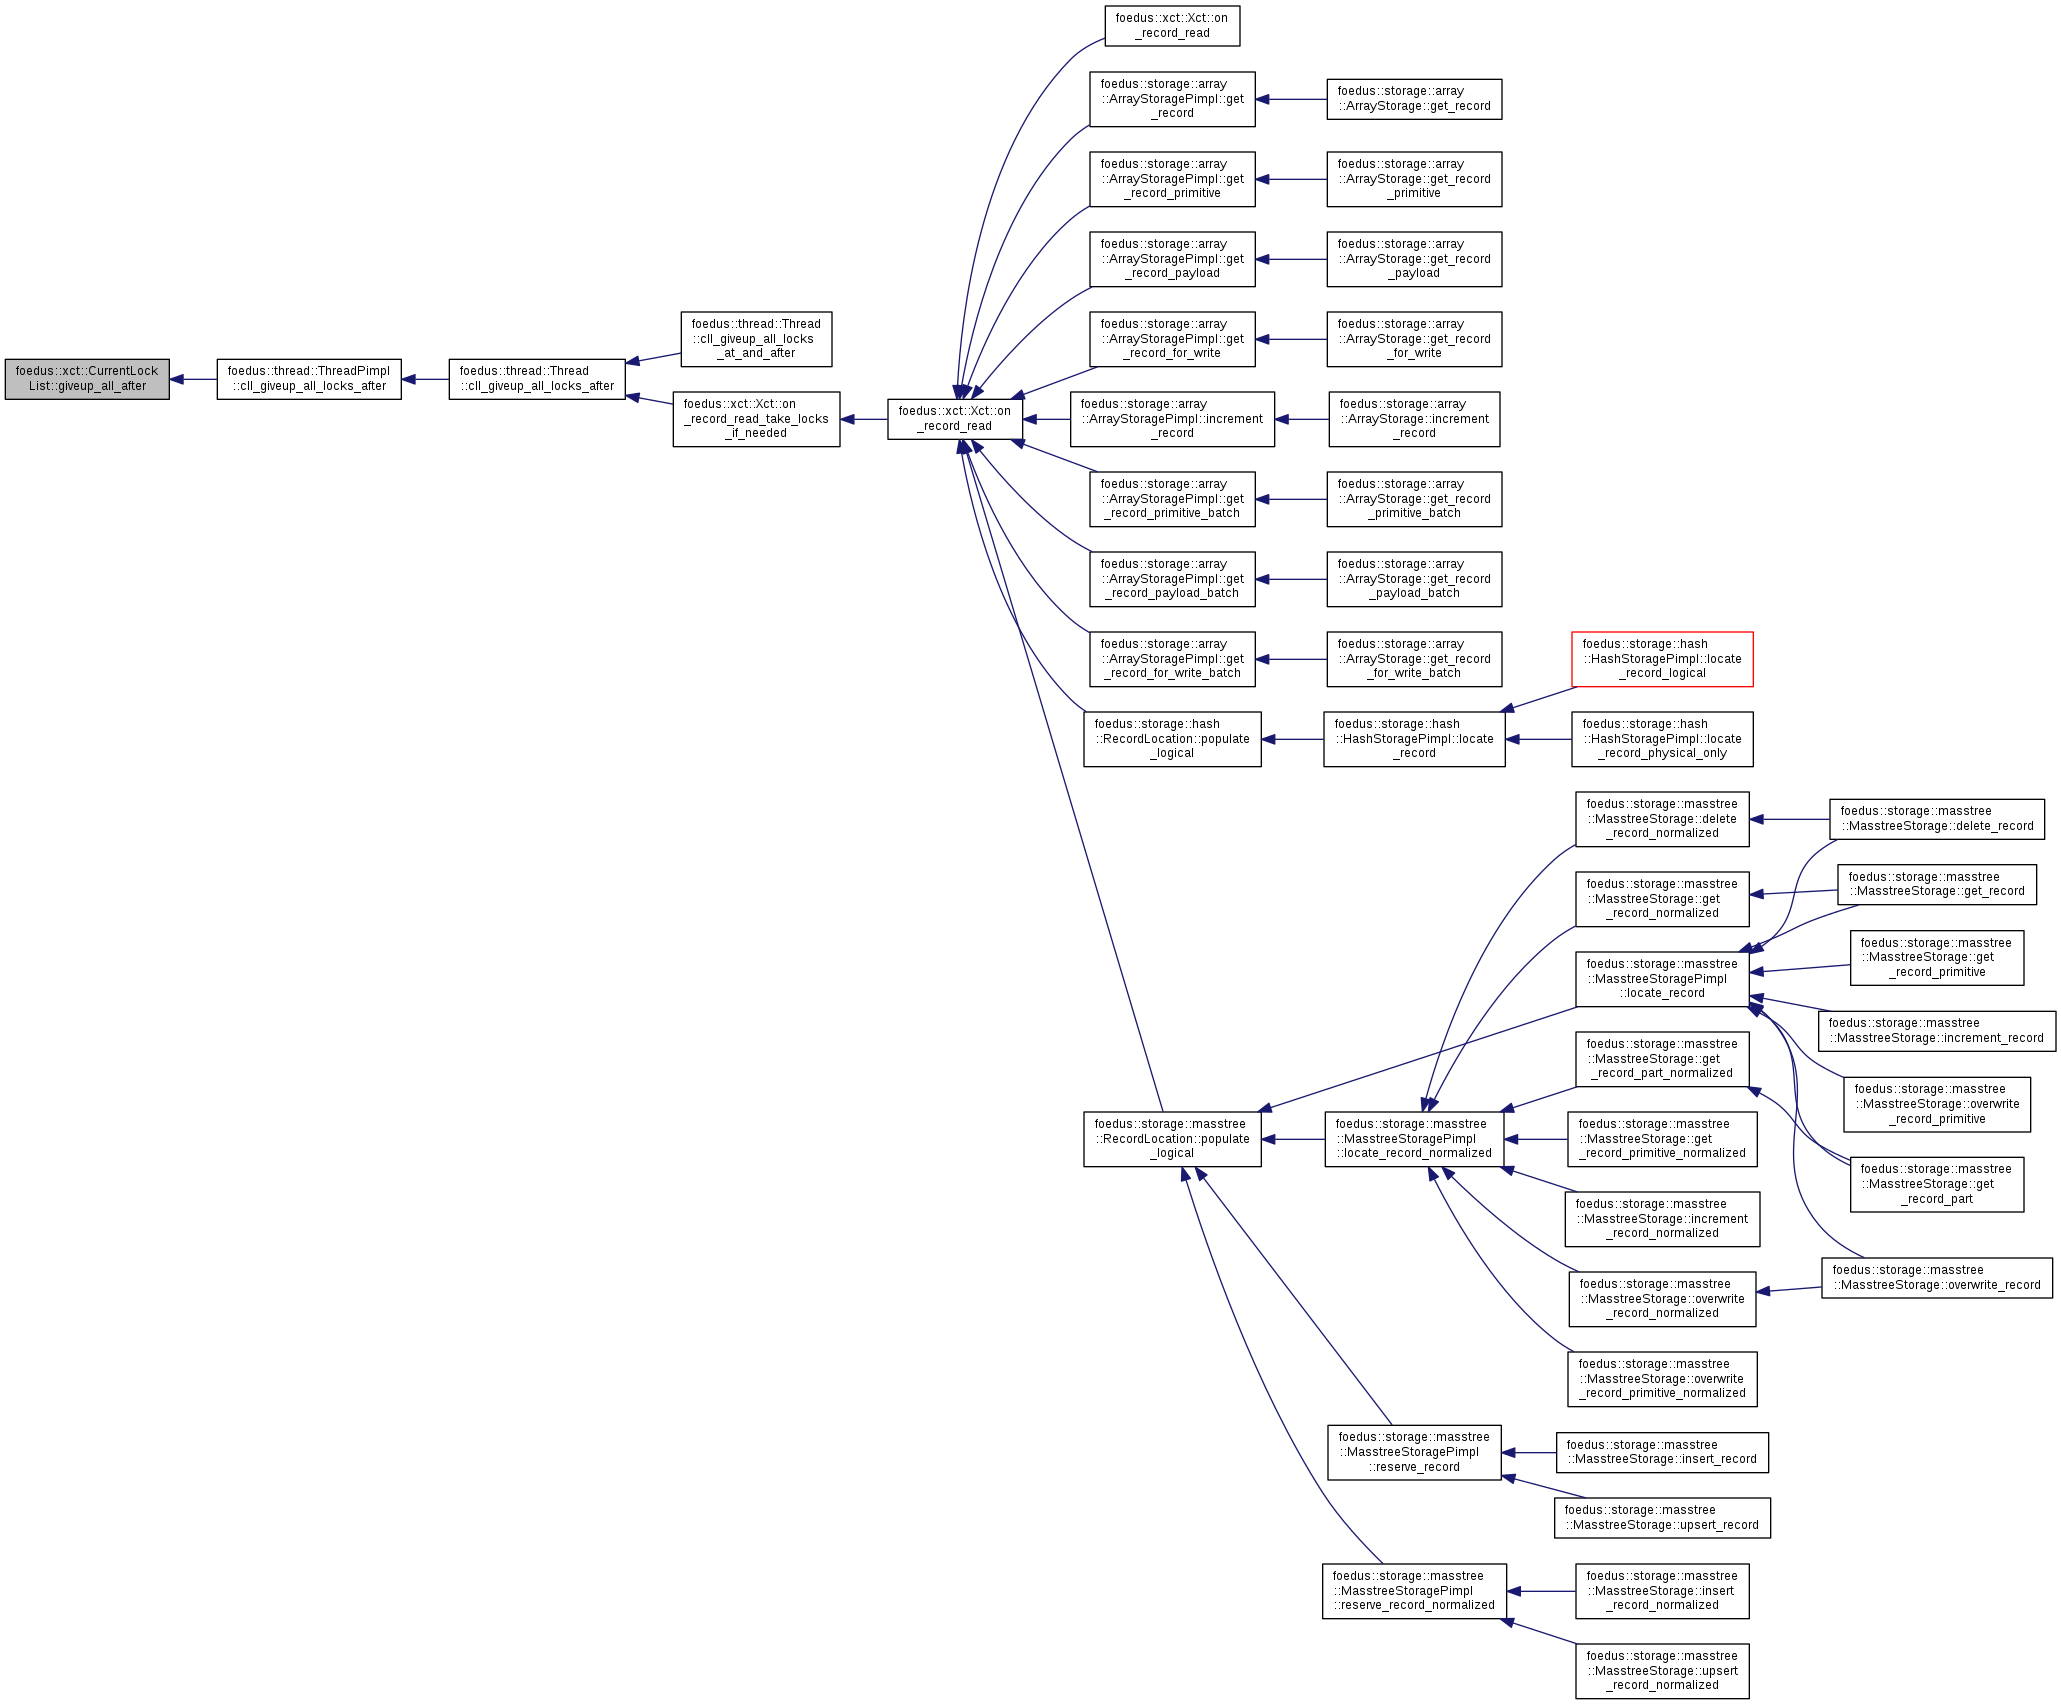 foedus::xct::CurrentLock
List::giveup_all_after
foedus::thread::ThreadPimpl
::cll_giveup_all_locks_after
foedus::thread::Thread
::cll_giveup_all_locks_after
foedus::thread::Thread
::cll_giveup_all_locks
_at_and_after
foedus::xct::Xct::on
_record_read_take_locks
_if_needed
foedus::xct::Xct::on
_record_read
foedus::xct::Xct::on
_record_read
foedus::storage::array
::ArrayStoragePimpl::get
_record
foedus::storage::array
::ArrayStorage::get_record
foedus::storage::array
::ArrayStoragePimpl::get
_record_primitive
foedus::storage::array
::ArrayStorage::get_record
_primitive
foedus::storage::array
::ArrayStoragePimpl::get
_record_payload
foedus::storage::array
::ArrayStorage::get_record
_payload
foedus::storage::array
::ArrayStoragePimpl::get
_record_for_write
foedus::storage::array
::ArrayStorage::get_record
_for_write
foedus::storage::array
::ArrayStoragePimpl::increment
_record
foedus::storage::array
::ArrayStorage::increment
_record
foedus::storage::array
::ArrayStoragePimpl::get
_record_primitive_batch
foedus::storage::array
::ArrayStorage::get_record
_primitive_batch
foedus::storage::array
::ArrayStoragePimpl::get
_record_payload_batch
foedus::storage::array
::ArrayStorage::get_record
_payload_batch
foedus::storage::array
::ArrayStoragePimpl::get
_record_for_write_batch
foedus::storage::array
::ArrayStorage::get_record
_for_write_batch
foedus::storage::hash
::RecordLocation::populate
_logical
foedus::storage::hash
::HashStoragePimpl::locate
_record
foedus::storage::hash
::HashStoragePimpl::locate
_record_logical
foedus::storage::hash
::HashStoragePimpl::locate
_record_physical_only
foedus::storage::masstree
::RecordLocation::populate
_logical
foedus::storage::masstree
::MasstreeStoragePimpl
::locate_record_normalized
foedus::storage::masstree
::MasstreeStoragePimpl
::reserve_record
foedus::storage::masstree
::MasstreeStoragePimpl
::reserve_record_normalized
foedus::storage::masstree
::MasstreeStorage::delete
_record_normalized
foedus::storage::masstree
::MasstreeStorage::get
_record_normalized
foedus::storage::masstree
::MasstreeStoragePimpl
::locate_record
foedus::storage::masstree
::MasstreeStorage::get
_record_part_normalized
foedus::storage::masstree
::MasstreeStorage::get
_record_primitive_normalized
foedus::storage::masstree
::MasstreeStorage::increment
_record_normalized
foedus::storage::masstree
::MasstreeStorage::overwrite
_record_normalized
foedus::storage::masstree
::MasstreeStorage::overwrite
_record_primitive_normalized
foedus::storage::masstree
::MasstreeStorage::insert_record
foedus::storage::masstree
::MasstreeStorage::upsert_record
foedus::storage::masstree
::MasstreeStorage::insert
_record_normalized
foedus::storage::masstree
::MasstreeStorage::upsert
_record_normalized
foedus::storage::masstree
::MasstreeStorage::delete_record
foedus::storage::masstree
::MasstreeStorage::get_record
foedus::storage::masstree
::MasstreeStorage::get
_record_primitive
foedus::storage::masstree
::MasstreeStorage::increment_record
foedus::storage::masstree
::MasstreeStorage::overwrite
_record_primitive
foedus::storage::masstree
::MasstreeStorage::get
_record_part
foedus::storage::masstree
::MasstreeStorage::overwrite_record